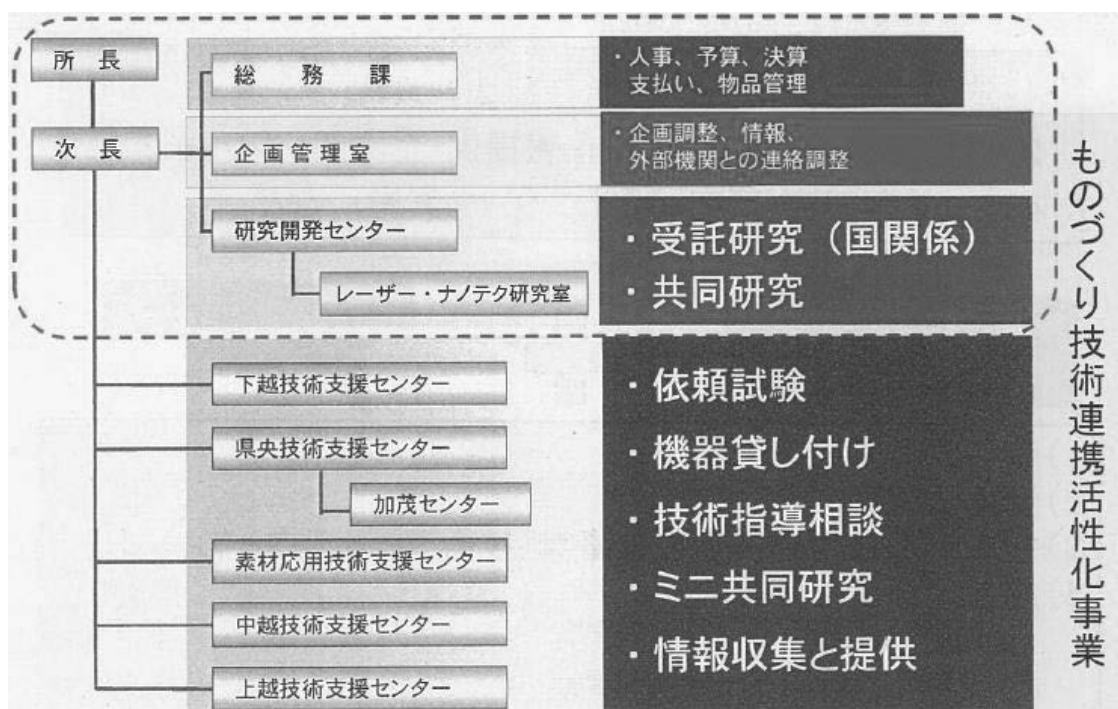 所長
総務課
・人事、予算、決算
支払い、物品管理
次長
企画管理室
・企画調整、情報、
外部機関との連絡調整
研究開発センター
レーザー・ナノテク研究室
・受託研究（国関係）
・共同研究
下越技術支援センター
県央技術支援センター
加茂センター
素材応用技術支援センター
中越技術支援センター
上越技術支援センター
・依頼試験
・機器貸し付け
・技術指導相談
・ミニ共同研究
・情報収集と提供
ものづくり技術連携活性化事業